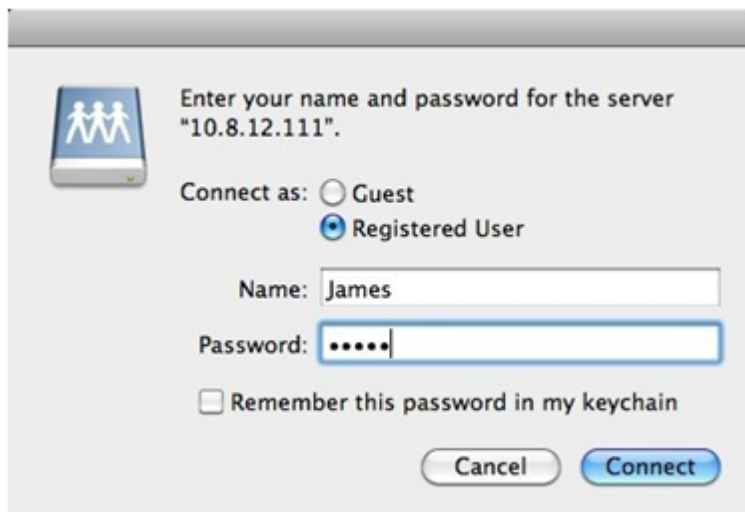 Enter your name and password for the server
“10.8.12.111”.
Connect as: Guest
Registered User
Name: James
Password: •••••
Remember this password in my keychain
Cancel Connect